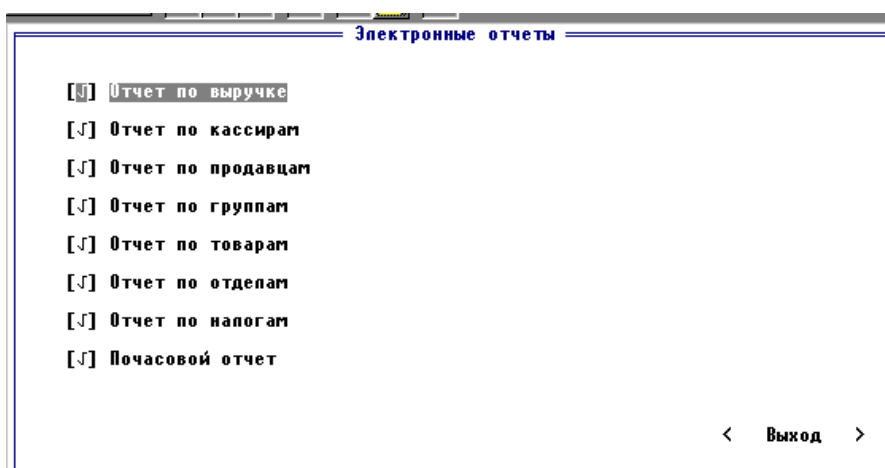 Электронные отчеты
[√] Отчет по выручке
[√] Отчет по кассирам
[√] Отчет по продавцам
[√] Отчет по группам
[√] Отчет по товарам
[√] Отчет по отделам
[√] Отчет по налогам
[√] Почасовой отчет
< Выход >